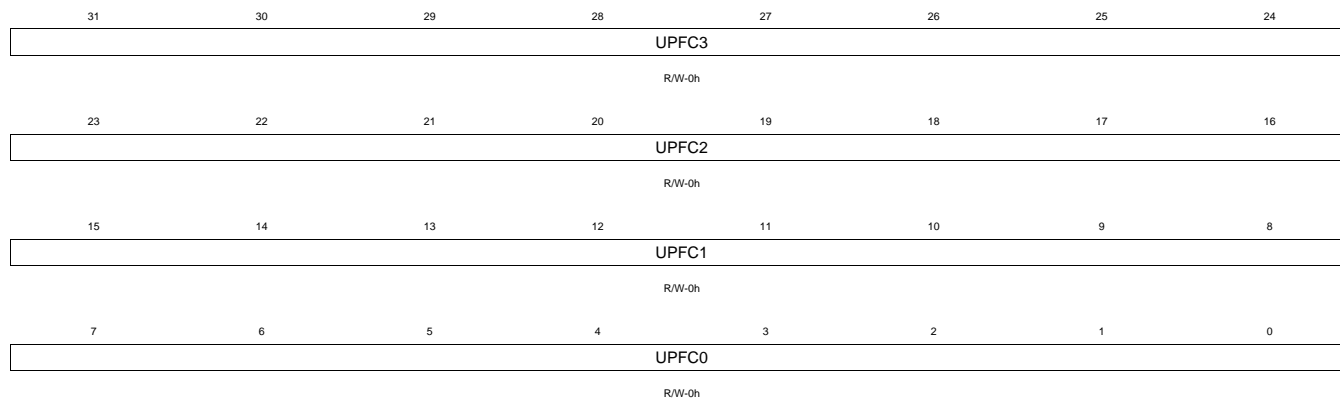 31 30 29 28 27 26 25 24
UPFC3
R/W-0h
23 22 21 20 19 18 17 16
UPFC2
R/W-0h
15 14 13 12 11 10 9 8
UPFC1
R/W-0h
7 6 5 4 3 2 1 0
UPFC0
R/W-0h